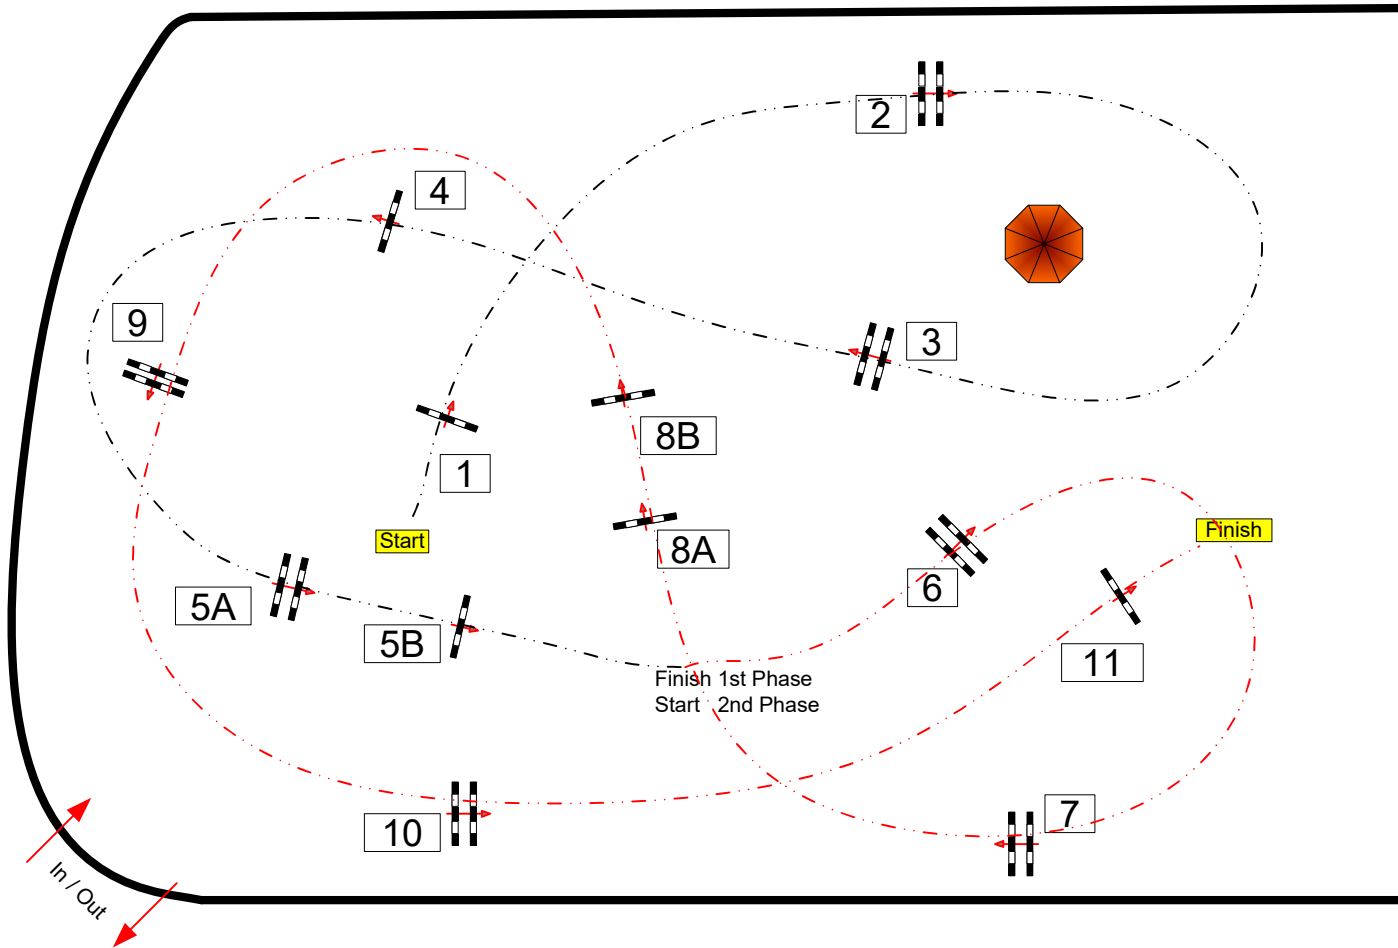 2
4
9
3
8B
1
Start
Finish
8A
6
5A
5B
11
Finish 1st Phase
Start 2nd Phase
7
10
In / Out